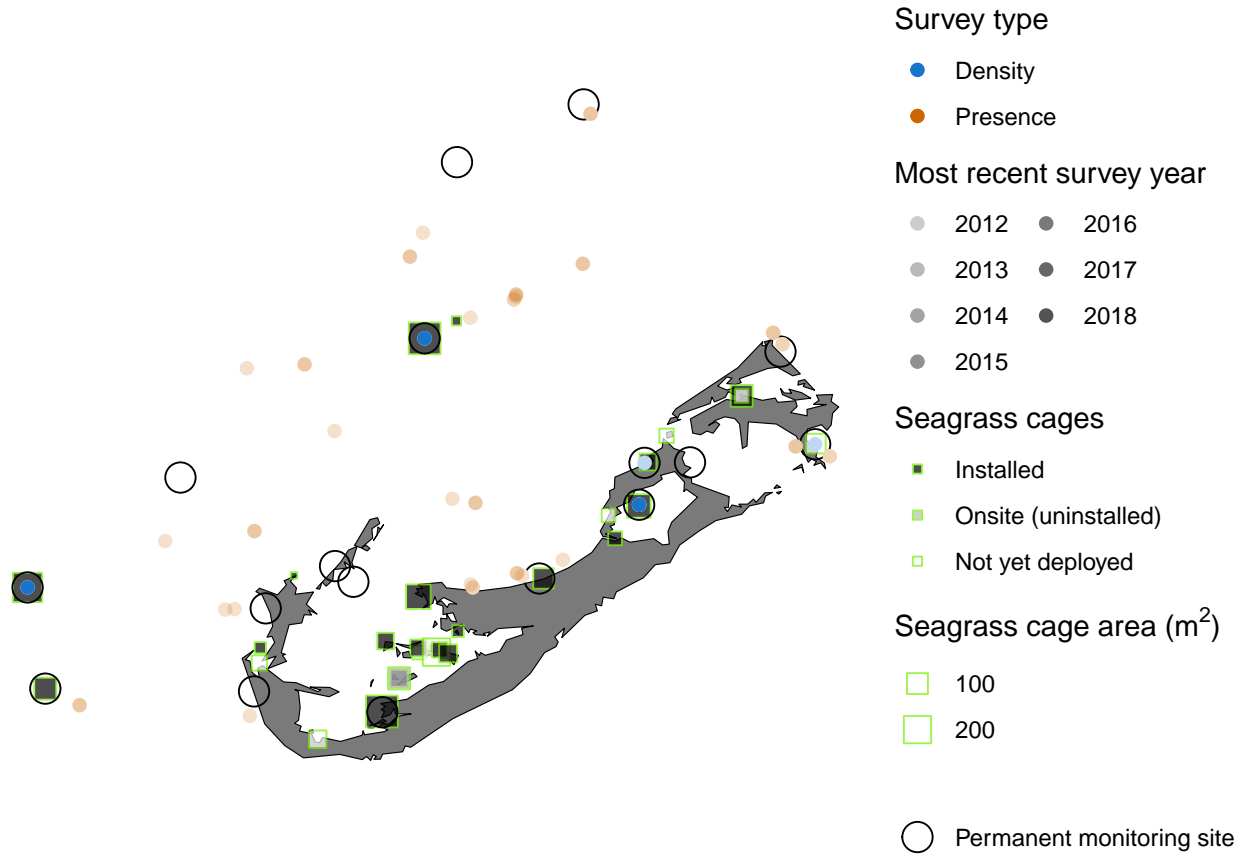 Survey type
Density
Presence
Most recent survey year
2012 2016
2013 2017
2014 2018
2015
Seagrass cages
Installed
Onsite (uninstalled)
Not yet deployed
Seagrass cage area (m²)
100
200
Permanent monitoring site